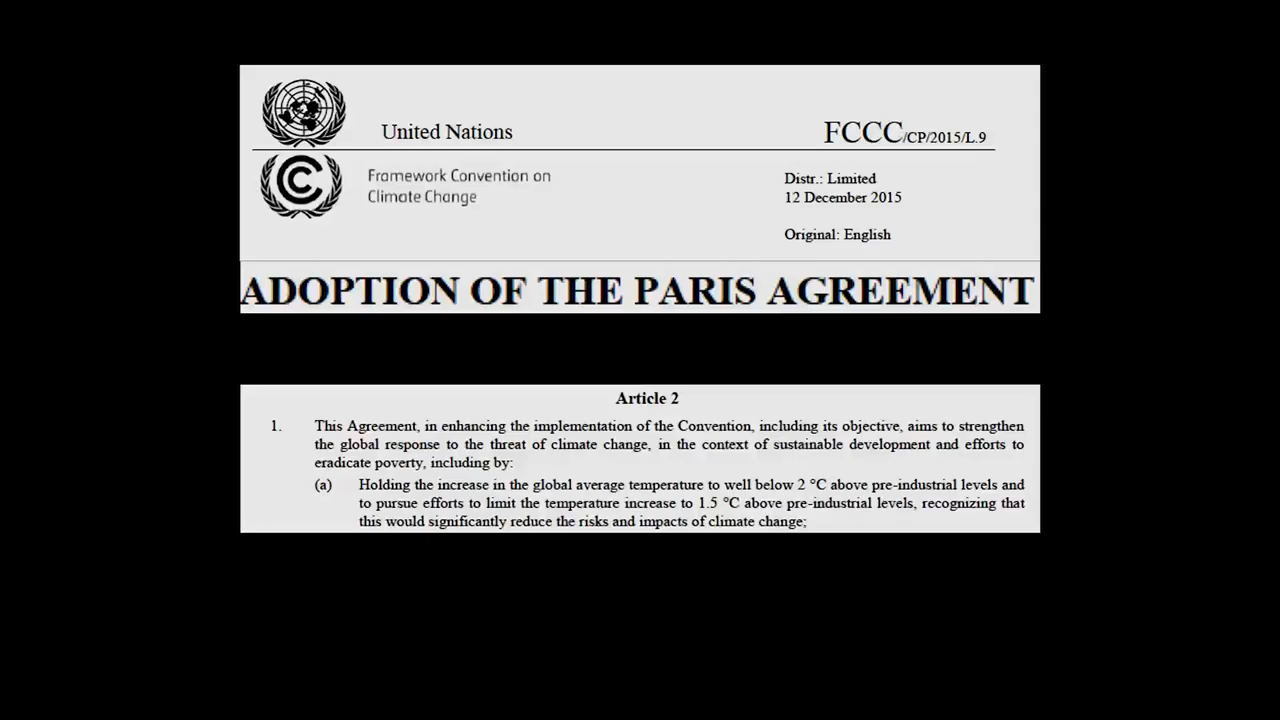 United Nations
FCCC/CP/2015/L.9
Framework Convention on
Climate Change
Distr.: Limited
12 December 2015
Original: English
ADOPTION OF THE PARIS AGREEMENT
Article 2
1. This Agreement, in enhancing the implementation of the Convention, including its objective, aims to strengthen
the global response to the threat of climate change, in the context of sustainable development and efforts to
eradicate poverty, including by:
(a) Holding the increase in the global average temperature to well below 2 °C above pre-industrial levels and
to pursue efforts to limit the temperature increase to 1.5 °C above pre-industrial levels, recognizing that
this would significantly reduce the risks and impacts of climate change;